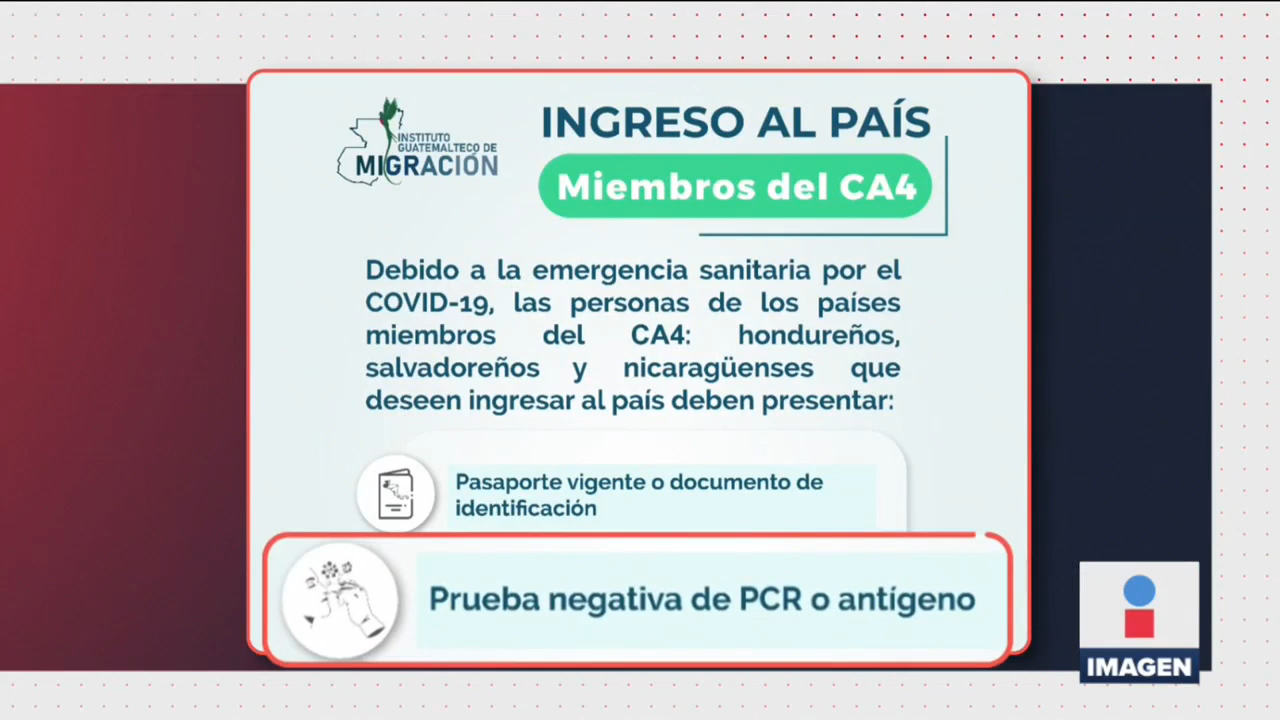 INSTITUTO
GUATEMALTECO DE
MIGRACIÓN
INGRESO AL PAÍS
Miembros del CA4
Debido a la emergencia sanitaria por el
COVID-19, las personas de los países
miembros del CA4: hondureños,
salvadoreños y nicaragüenses que
deseen ingresar al país deben presentar:
Pasaporte vigente o documento de
identificación
Prueba negativa de PCR o antígeno
IMAGEN